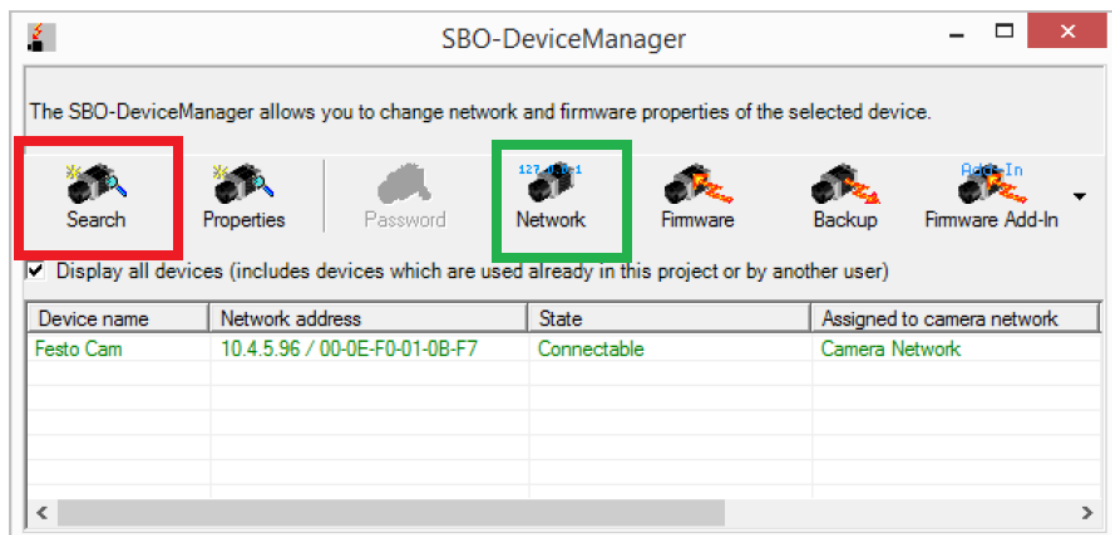 SBO-DeviceManager
The SBO-DeviceManager allows you to change network and firmware properties of the selected device.
127.0.0.1 Add-In
Search Properties Password Network Firmware Backup Firmware Add-In
Display all devices (includes devices which are used already in this project or by another user)
Device name Network address State Assigned to camera network
Festo Cam 10.4.5.96 / 00-0E-F0-01-0B-F7 Connectable Camera Network